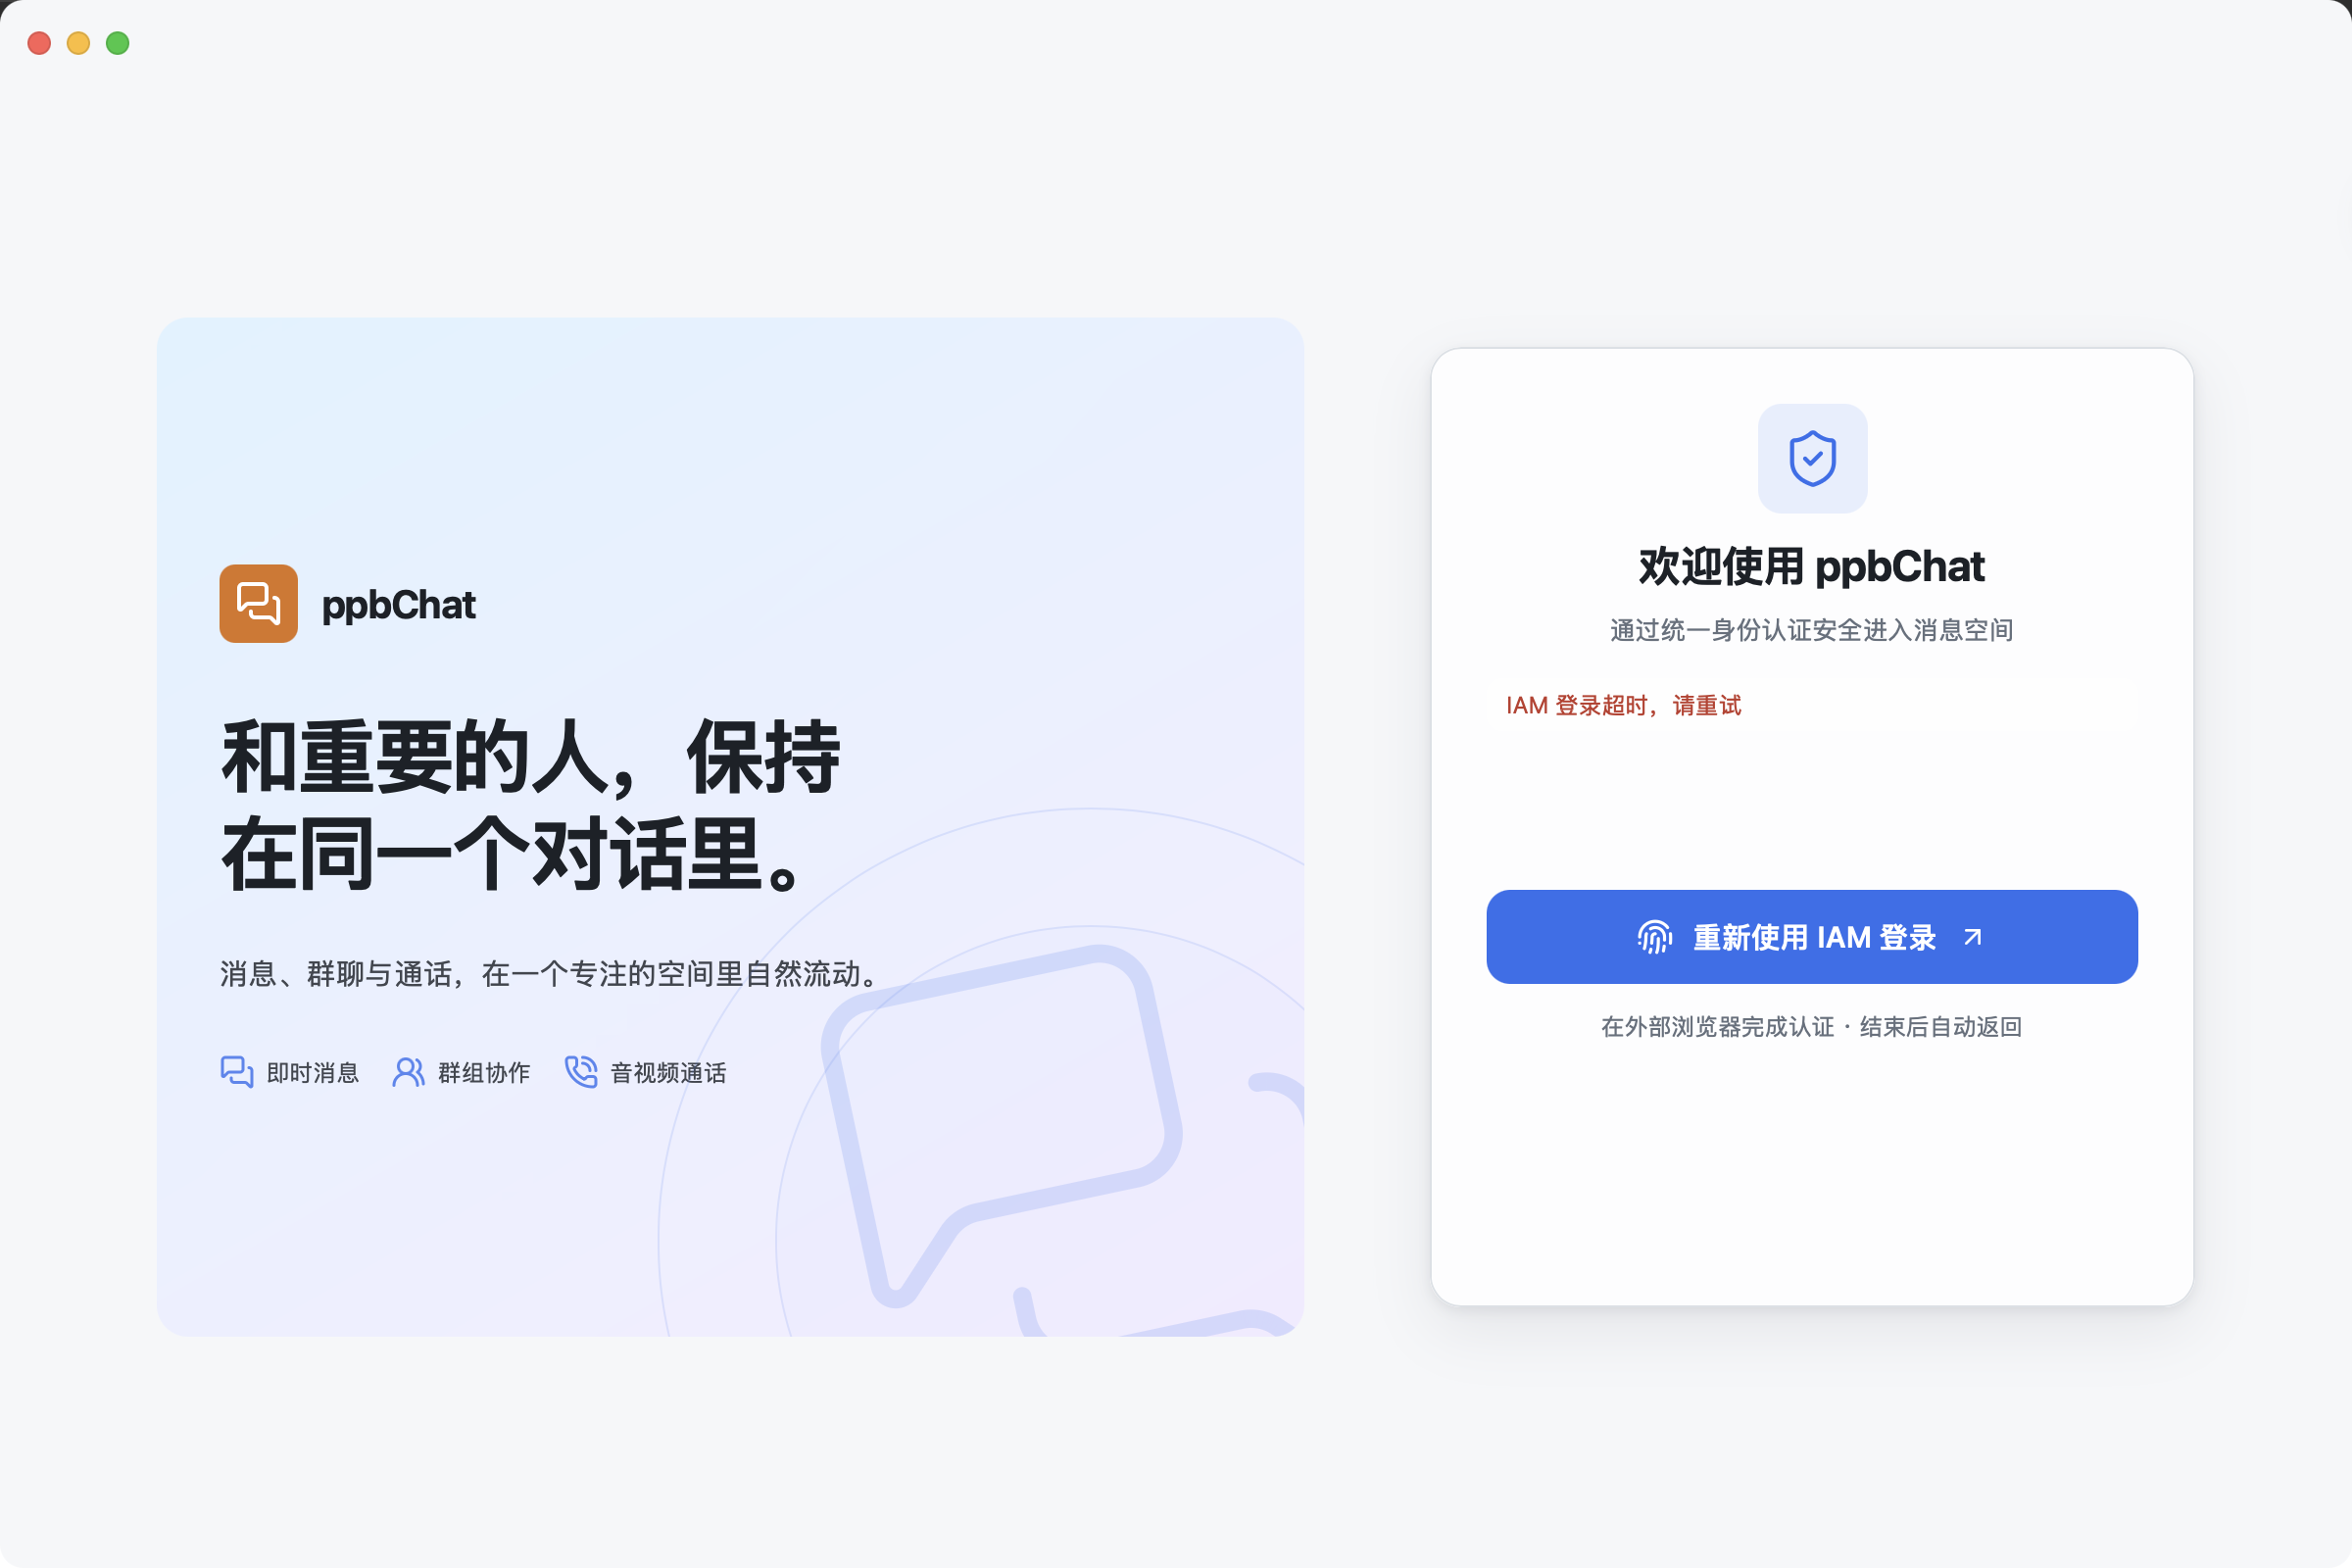 ppbChat
和重要的人，保持
在同一个对话里。
消息、群聊与通话，在一个专注的空间里自然流动。
即时消息 群组协作 音视频通话
欢迎使用 ppbChat
通过统一身份认证安全进入消息空间
IAM 登录超时，请重试
重新使用 IAM 登录
在外部浏览器完成认证 · 结束后自动返回